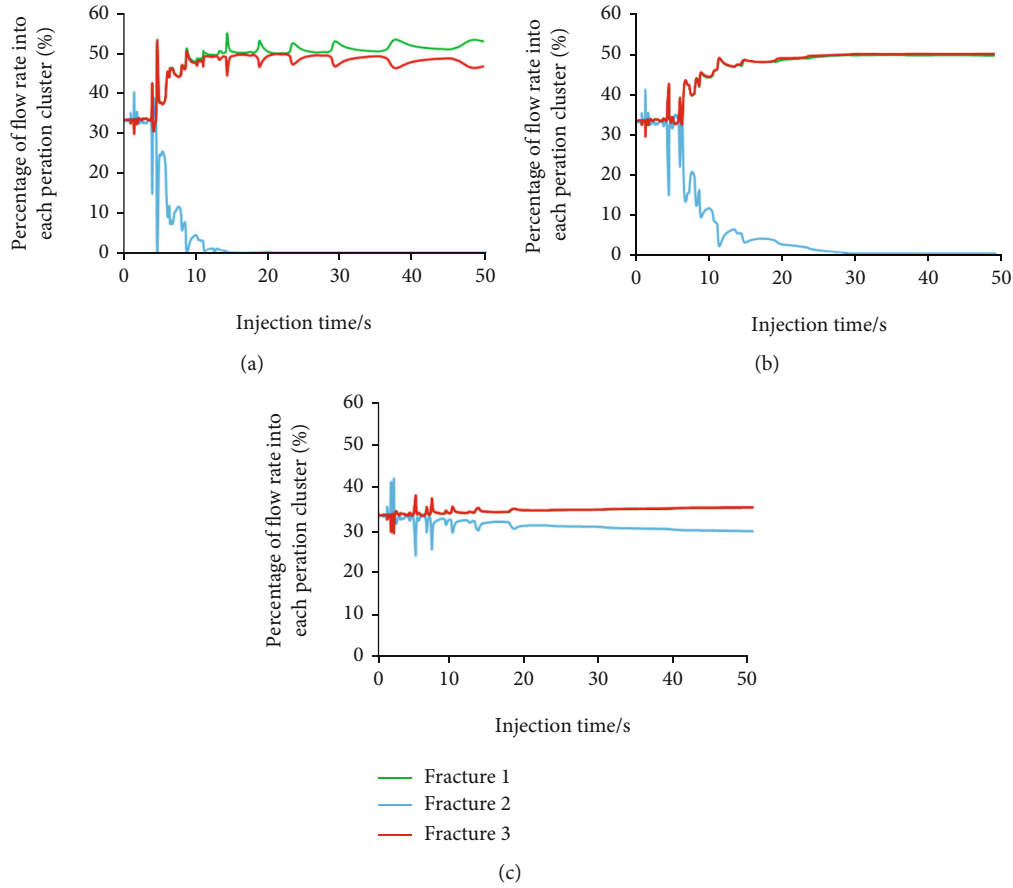 Percentage of flow rate into
each peration cluster (%)
60
50
40
30
20
10
0
0 10 20 30 40 50
Injection time/s
(a)
Percentage of flow rate into
each peration cluster (%)
60
50
40
30
20
10
0
0 10 20 30 40 50
Injection time/s
(b)
Percentage of flow rate into
each peration cluster (%)
60
50
40
30
20
10
0
0 10 20 30 40 50
Injection time/s
Fracture 1
Fracture 2
Fracture 3
(c)